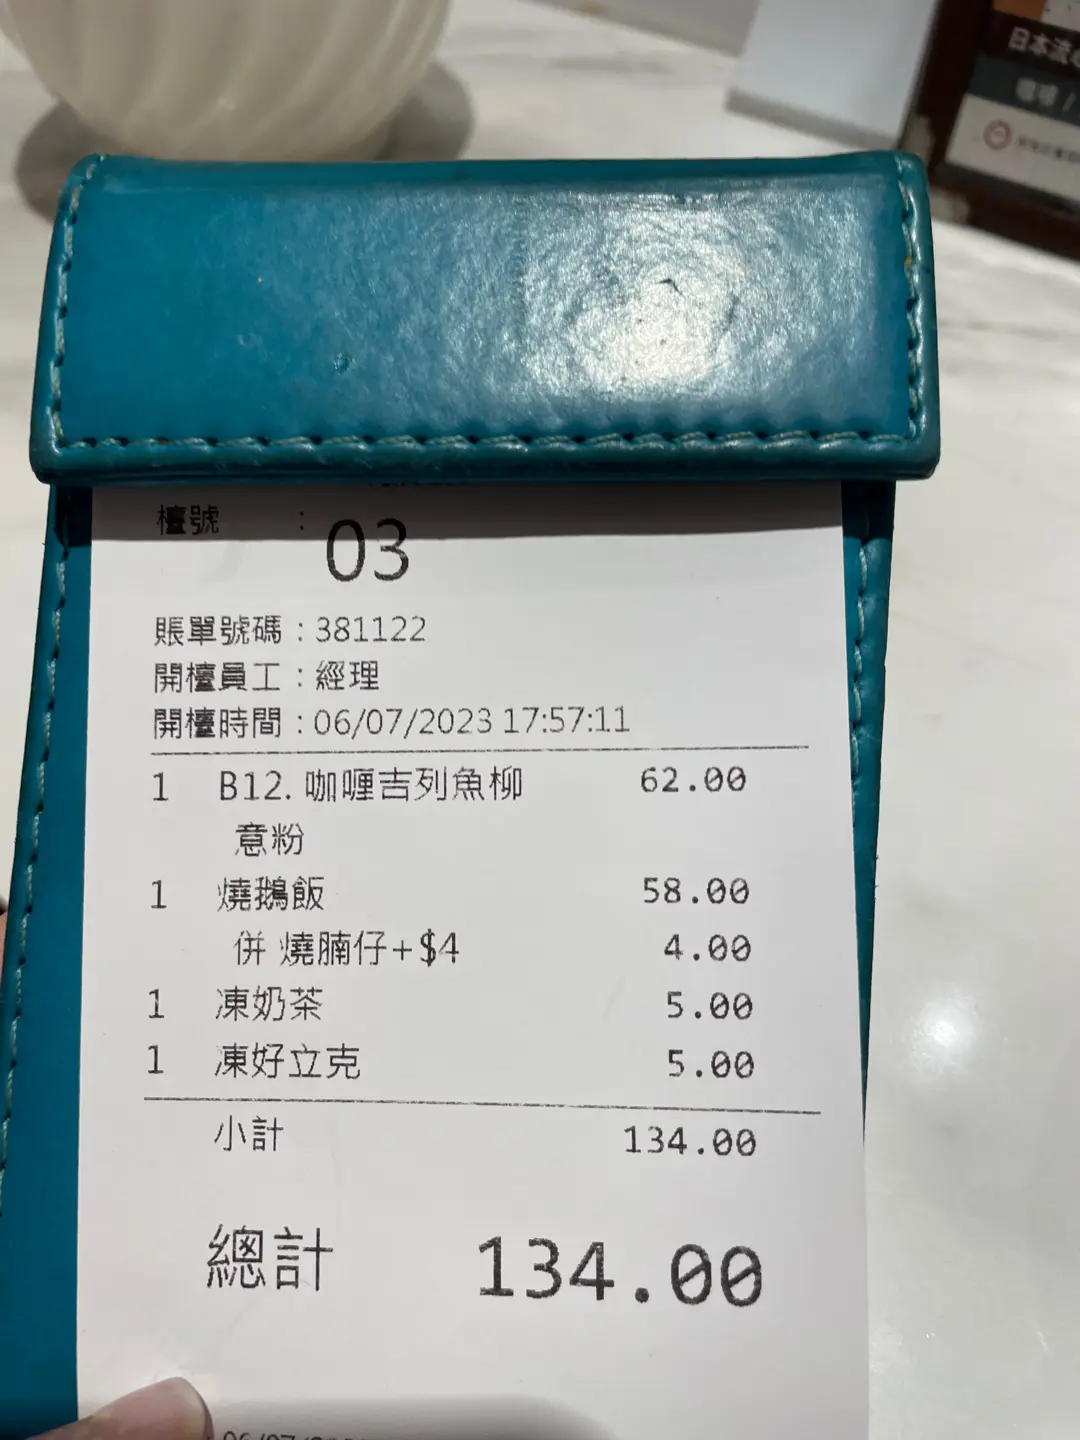 日本流
檯號 : 03
賬單號碼 : 381122
開檯員工 : 經理
開檯時間 : 06/07/2023 17:57:11
1 B12. 咖喱吉列魚柳 62.00
意粉
1 燒鵝飯 58.00
併 燒腩仔+$4 4.00
1 凍奶茶 5.00
1 凍好立克 5.00
小計 134.00
總計 134.00